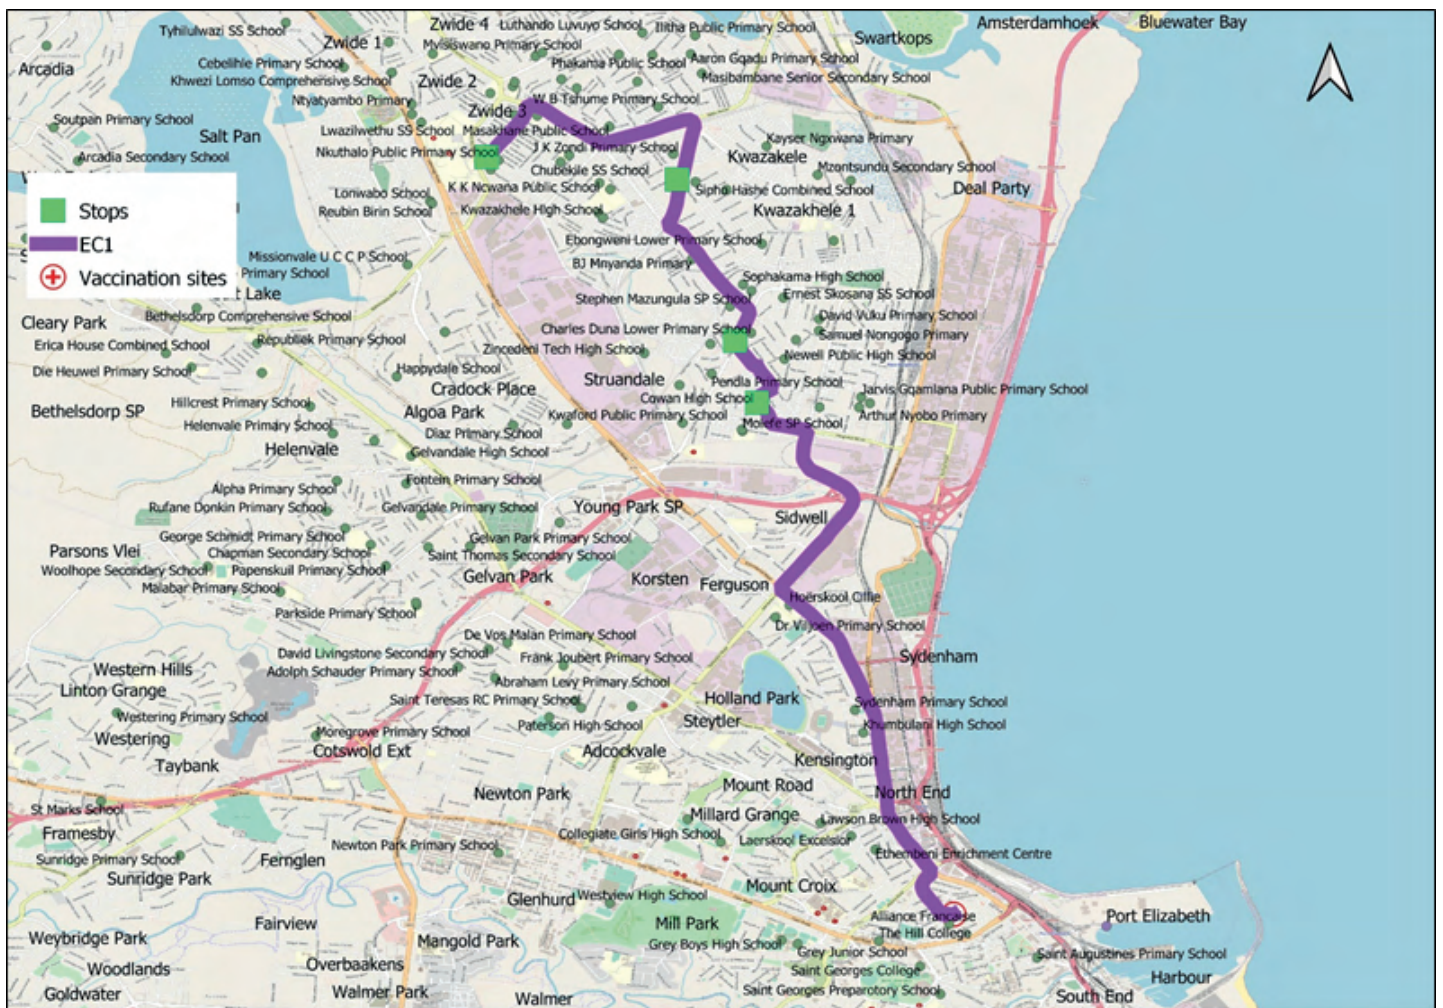 Tyhilulwazi SS School
Zwide 4
Luthando Luvuyo School
Ilitha Public Primary School
Amsterdamhoek
Bluewater Bay
Zwide 1
Mvisiswano Primary School
Swartkops
Arcadia
Cebelihle Primary School
Phakama Public School
Aaron Gqadu Primary School
Khwezi Lomso Comprehensive School
Zwide 2
Masibambane Senior Secondary School
Ntyatyambo Primary
Zwide 3
W B Tshume Primary School
Soutpan Primary School
Salt Pan
Lwazilwethu SS School
Masakhane Public School
Kayser Ngxwana Primary
Arcadia Secondary School
Nkuthalo Public Primary School
J K Zondi Primary School
Kwazakele
Chubekile SS School
Mzontsundu Secondary School
Lonwabo School
K K Ncwana Public School
Sipho Hashe Combined School
Deal Party
Stops
Reubin Birin School
Kwazakhele High School
Kwazakhele 1
EC1
Ebongweni Lower Primary School
Missionvale U C C P School
BJ Mnyanda Primary
Vaccination sites
Primary School
Sophakama High School
Lake
Stephen Mazungula SP School
Ernest Skosana SS School
Cleary Park
Bethelsdorp Comprehensive School
David Vuku Primary School
Erica House Combined School
Republiek Primary School
Charles Duna Lower Primary School
Samuel Nongogo Primary
Zincedeni Tech High School
Newell Public High School
Die Heuwel Primary School
Happydale School
Struandale
Pendla Primary School
Cradock Place
Jarvis Gqamlana Public Primary School
Bethelsdorp SP
Hillcrest Primary School
Algoa Park
Cowan High School
Helenvale Primary School
Kwaford Public Primary School
Arthur Nyobo Primary
Diaz Primary School
Molefe SP School
Helenvale
Gelvandale High School
Alpha Primary School
Fontein Primary School
Rufane Donkin Primary School
Gelvandale Primary School
Young Park SP
Sidwell
George Schmidt Primary School
Gelvan Park Primary School
Parsons Vlei
Chapman Secondary School
Saint Thomas Secondary School
Woolhope Secondary School
Papenskuil Primary School
Gelvan Park
Korsten
Ferguson
Malabar Primary School
Hoërskool Cillie
Parkside Primary School
Dr Viljoen Primary School
De Vos Malan Primary School
David Livingstone Secondary School
Frank Joubert Primary School
Sydenham
Western Hills
Adolph Schauder Primary School
Linton Grange
Abraham Levy Primary School
Holland Park
Saint Teresas RC Primary School
Sydenham Primary School
Westering Primary School
Steytler
Paterson High School
Khumbulani High School
Westering
Moregrove Primary School
Cotswold Ext
Adcockvale
Kensington
Taybank
Mount Road
Newton Park
North End
St Marks School
Millard Grange
Lawson Brown High School
Framesby
Collegiate Girls High School
Laerskool Excelsior
Newton Park Primary School
Ethembeni Enrichment Centre
Sunridge Primary School
Fernglen
Sunridge Park
Mount Croix
Glenhurd
Westview High School
Fairview
Mill Park
Alliance Francaise
Port Elizabeth
The Hill College
Weybridge Park
Mangold Park
Grey Boys High School
Grey Junior School
Saint Augustines Primary School
Woodlands
Overbaakens
Saint Georges College
Harbour
Goldwater
Walmer Park
Walmer
Saint Georges Preparotory School
South End